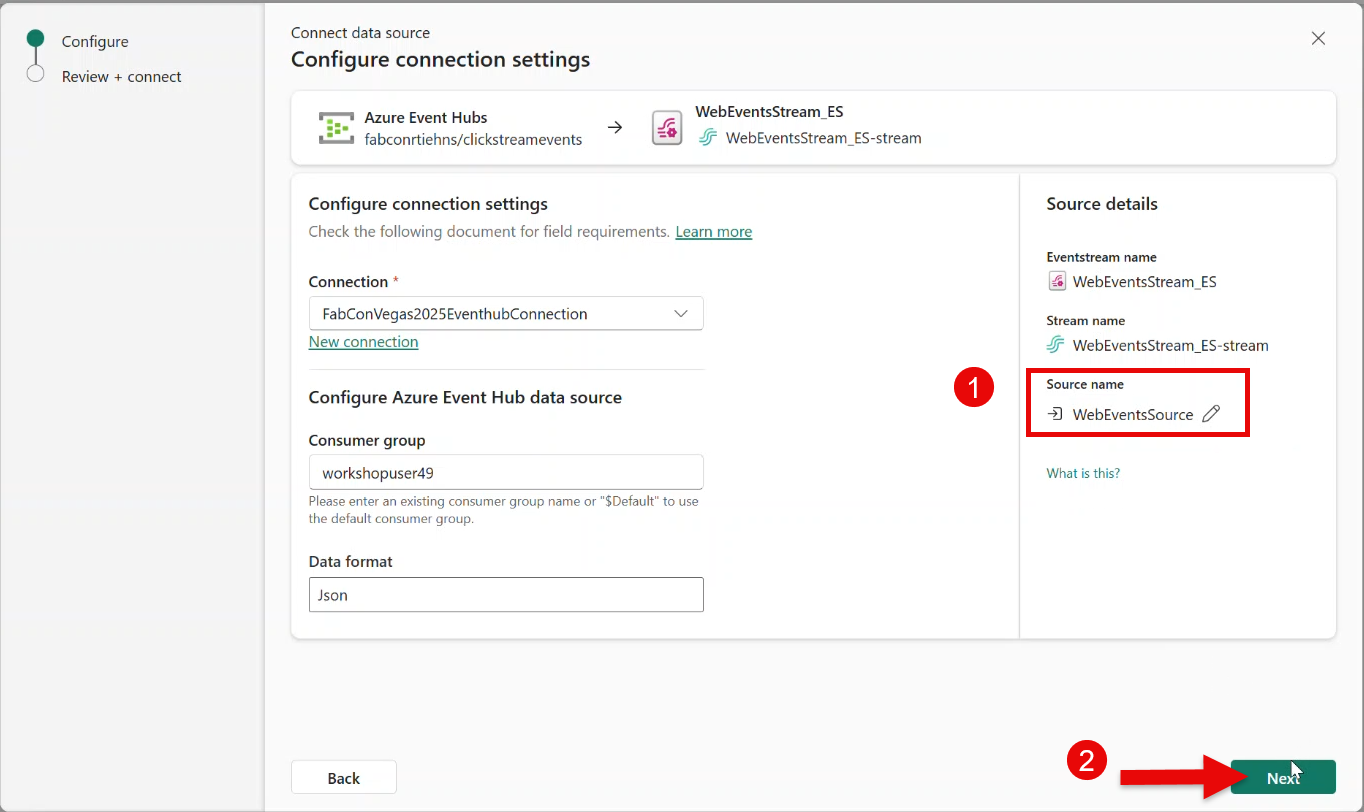 Configure
Review + connect
Connect data source
Configure connection settings
Azure Event Hubs
fabconrtiehns/clickstreamevents
WebEventsStream_ES
WebEventsStream_ES-stream
Configure connection settings
Check the following document for field requirements. Learn more
Connection *
FabConVegas2025EventhubConnection
New connection
Configure Azure Event Hub data source
Consumer group
workshopuser49
Please enter an existing consumer group name or "$Default" to use
the default consumer group.
Data format
Json
Source details
Eventstream name
WebEventsStream_ES
Stream name
WebEventsStream_ES-stream
1
Source name
WebEventsSource
What is this?
Back
2
Next